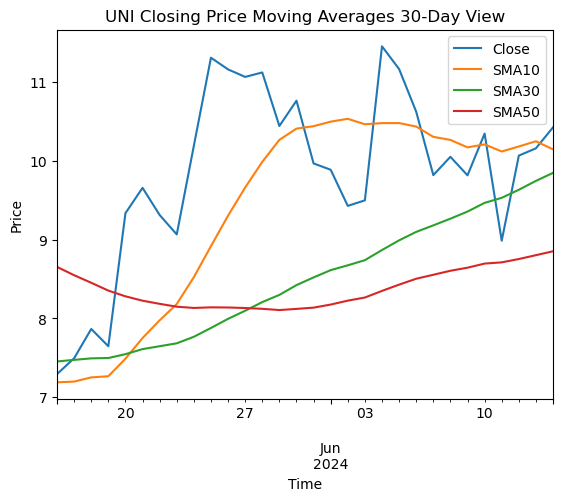 UNI Closing Price Moving Averages 30-Day View
Close
SMA10
SMA30
SMA50
Price
11
10
9
8
7
20
27
03
10
Jun
2024
Time